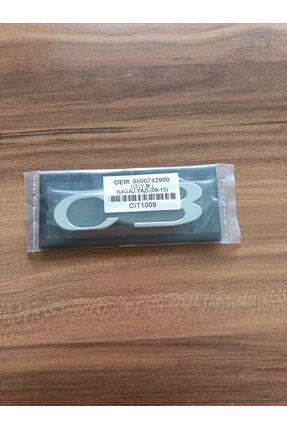 OEM: 9800742980
C3 (Y.M.)
BAGAJ YAZI (09-13)
CIT1009
C3